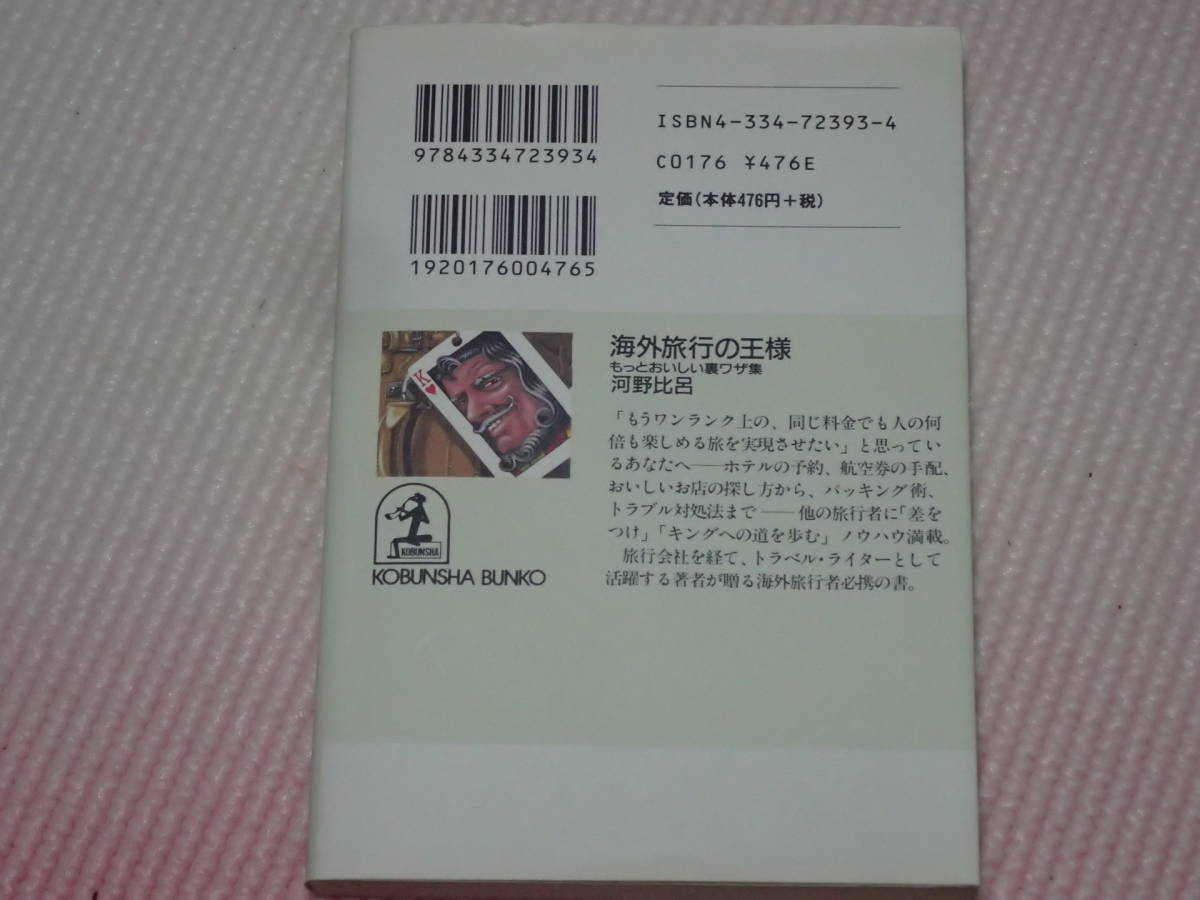 9784334723934
1920176004765
ISBN4-334-72393-4
C0176 ¥476E
定価(本体476円+税)
K
KOBUNSHA
KOBUNSHA BUNKO
海外旅行の王様
もっとおいしい裏ワザ集
河野比呂
「もうワンランク上の、同じ料金でも人の何
倍も楽しめる旅を実現させたい」と思ってい
るあなたへ――ホテルの予約、航空券の手配、
おいしいお店の探し方から、パッキング術、
トラブル対処法まで――他の旅行者に「差を
つけ」「キングへの道を歩む」ノウハウ満載。
旅行会社を経て、トラベル・ライターとして
活躍する著者が贈る海外旅行者必携の書。